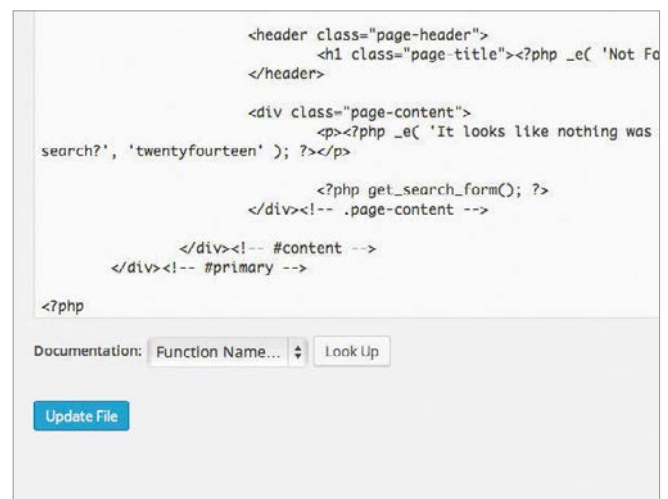 <header class="page-header">
<h1 class="page-title"><?php _e( 'Not Fo
</header>
<div class="page-content">
<p><?php _e( 'It looks like nothing was
search?', 'twentyfourteen' ); ?></p>
<?php get_search_form(); ?>
</div><!-- .page-content -->
</div><!-- #content -->
</div><!-- #primary -->
<?php
Documentation: Function Name... Look Up
Update File